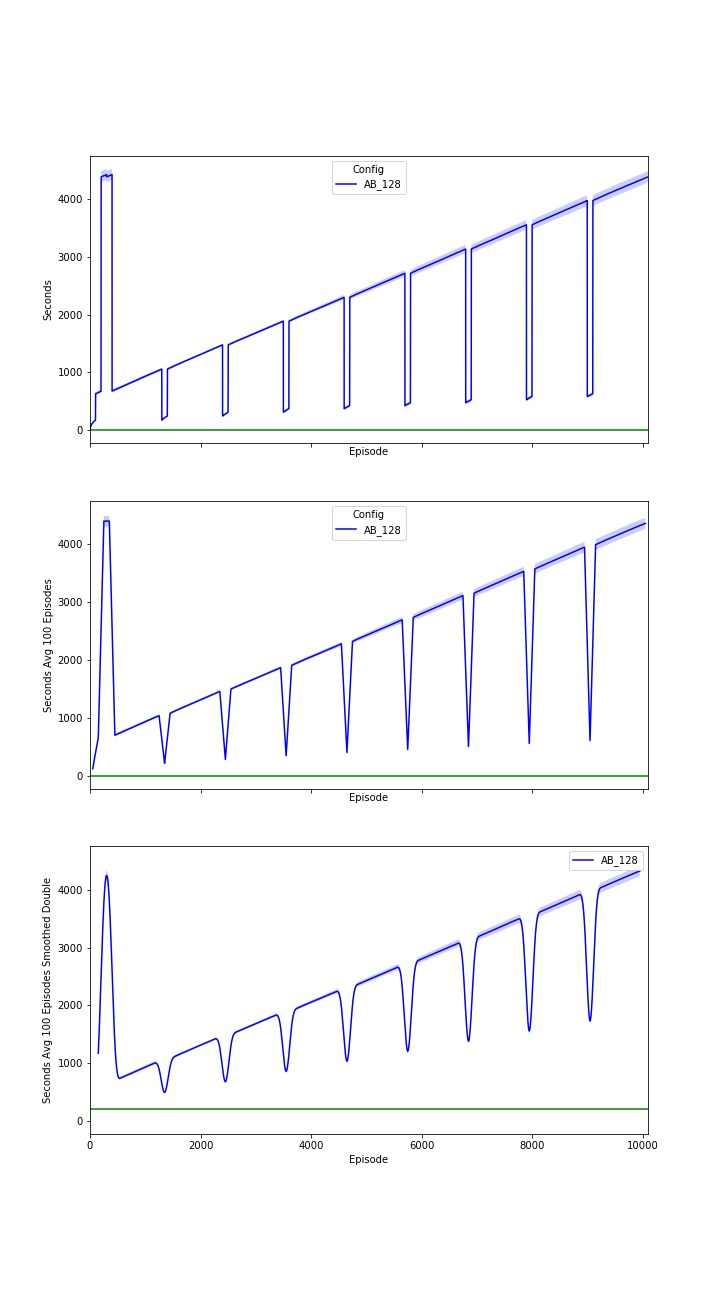 Config
AB_128
4000
3000
2000
1000
0
Seconds
Episode
Config
AB_128
4000
3000
2000
1000
0
Seconds Avg 100 Episodes
Episode
AB_128
4000
3000
2000
1000
0
Seconds Avg 100 Episodes Smoothed Double
0 2000 4000 6000 8000 10000
Episode